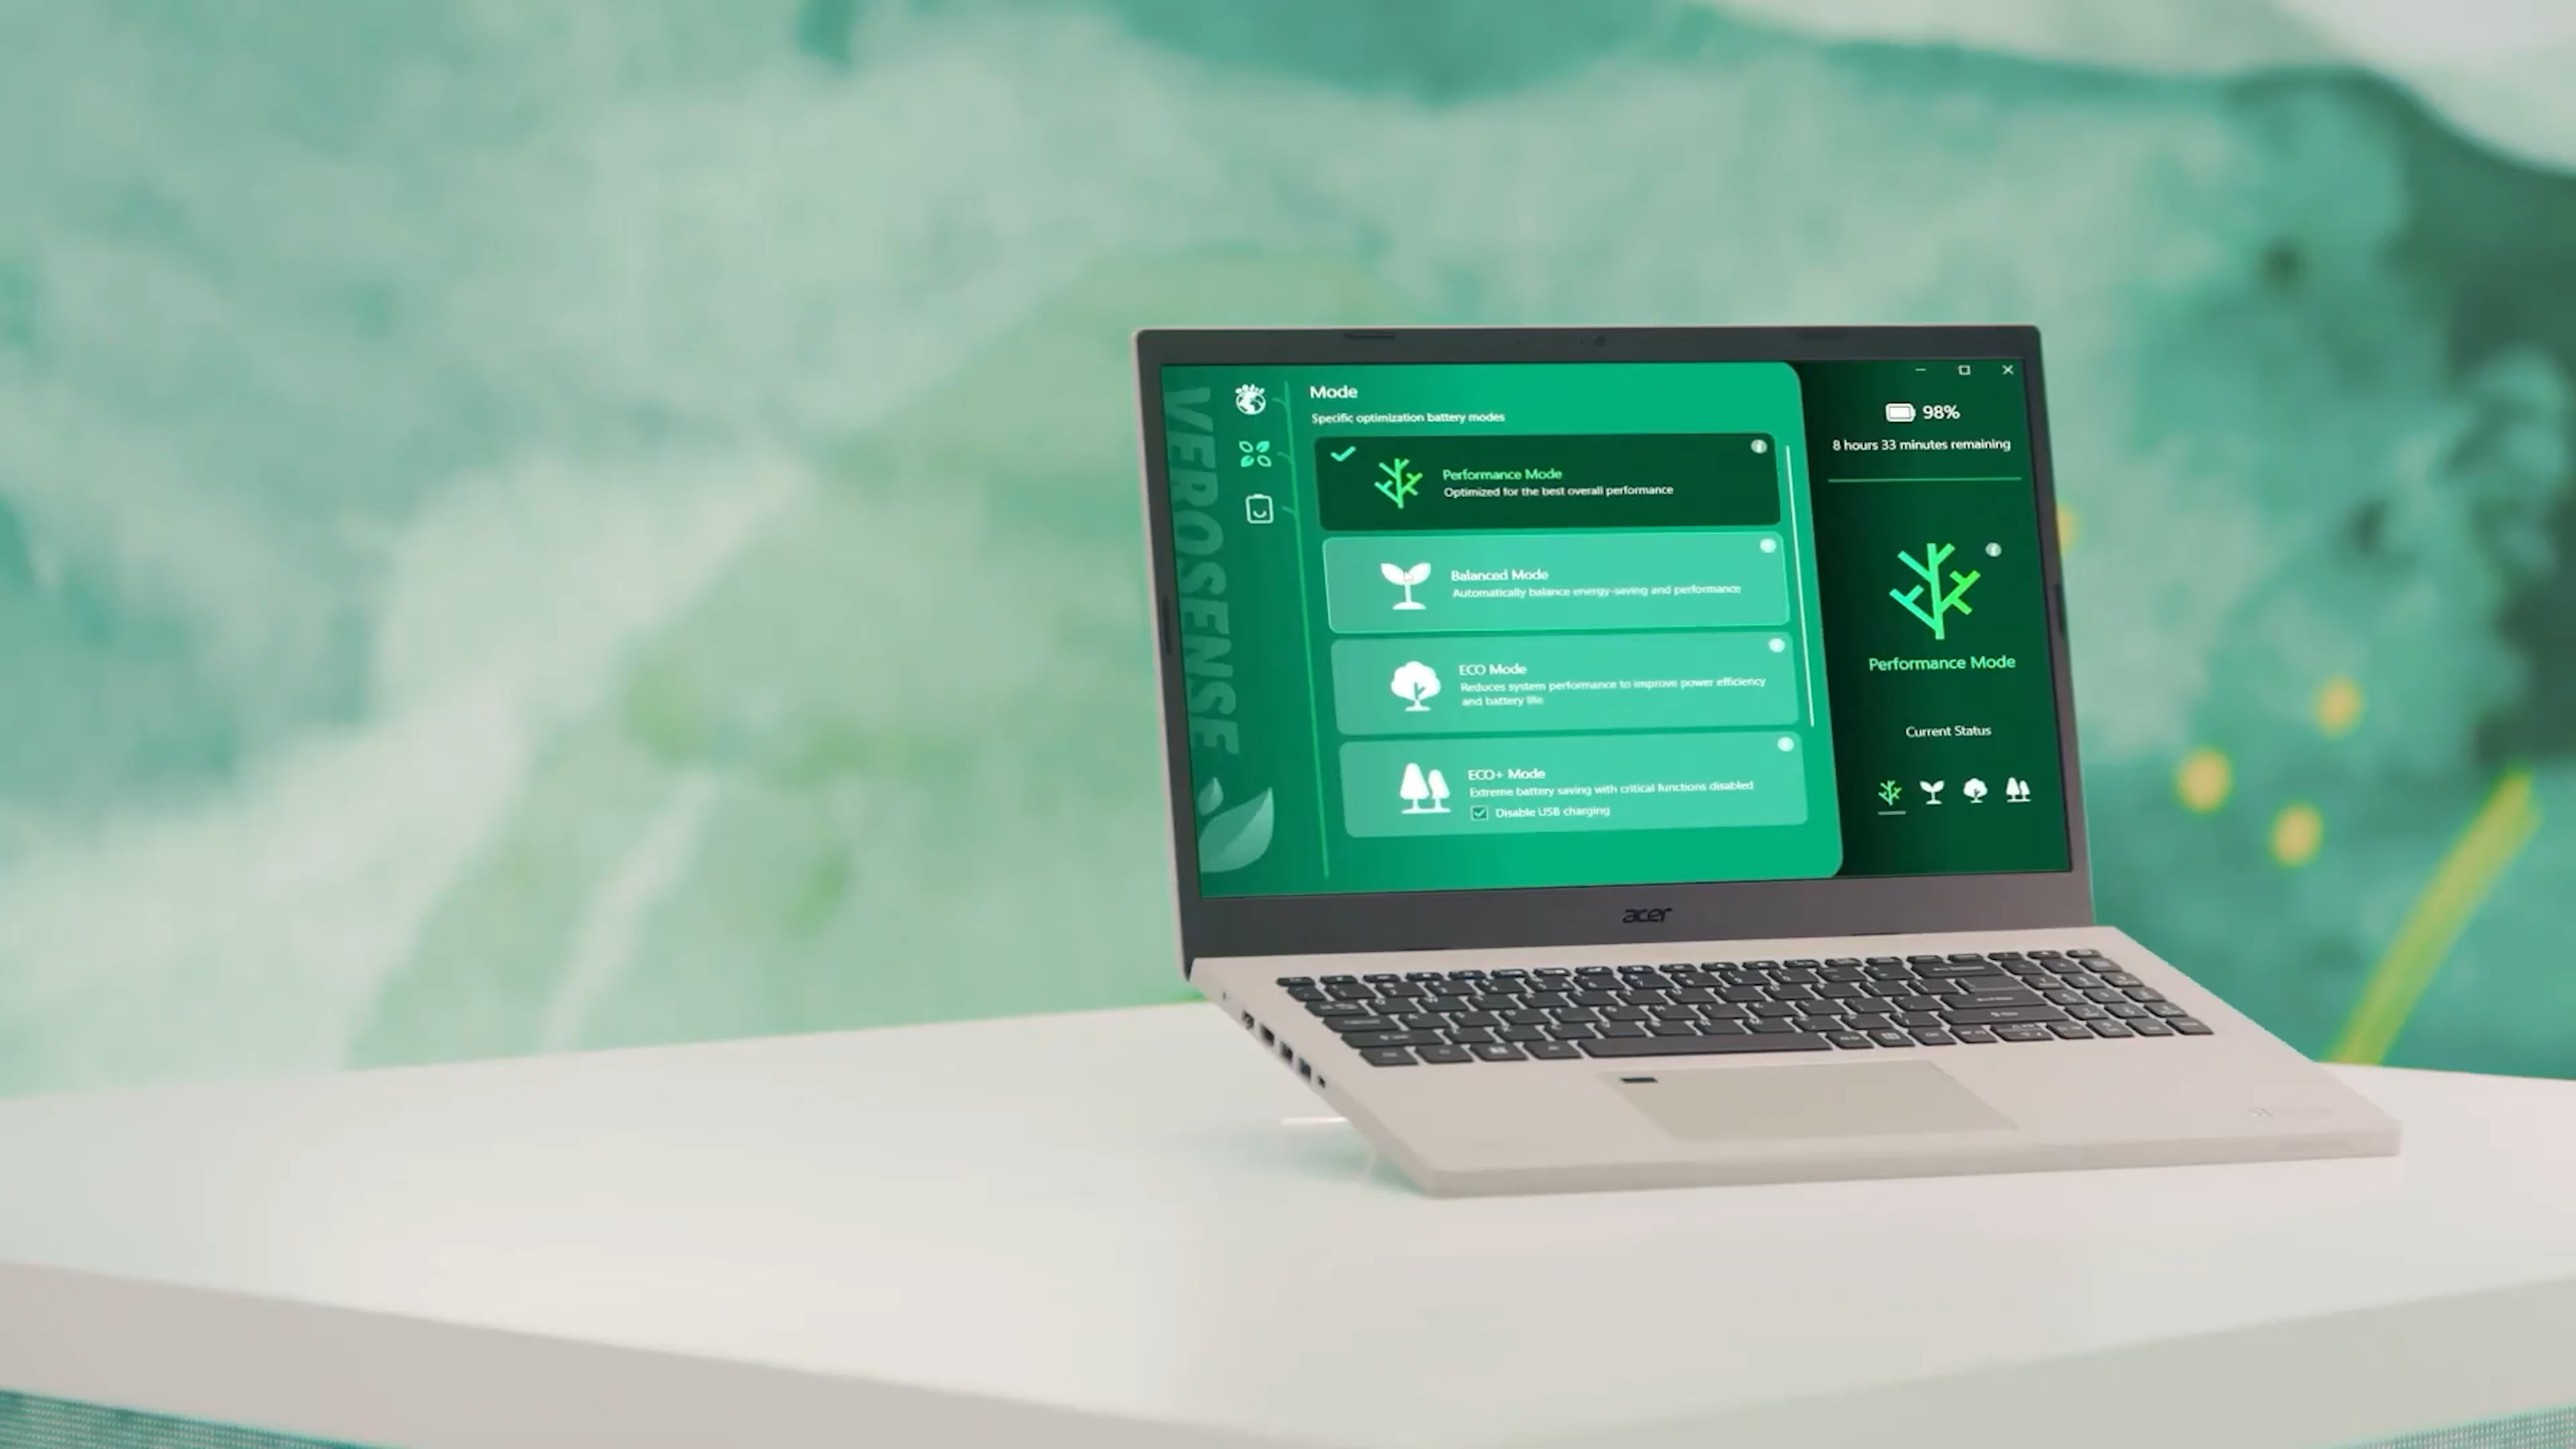 VEROSENSE
Mode
Specific optimization battery modes
Performance Mode
Optimized for the best overall performance
Balanced Mode
Automatically balance energy-saving and performance
ECO Mode
Reduces system performance to improve power efficiency
and battery life
ECO+ Mode
Extreme battery saving with critical functions disabled
Disable USB charging
98%
8 hours 33 minutes remaining
Performance Mode
Current Status
acer